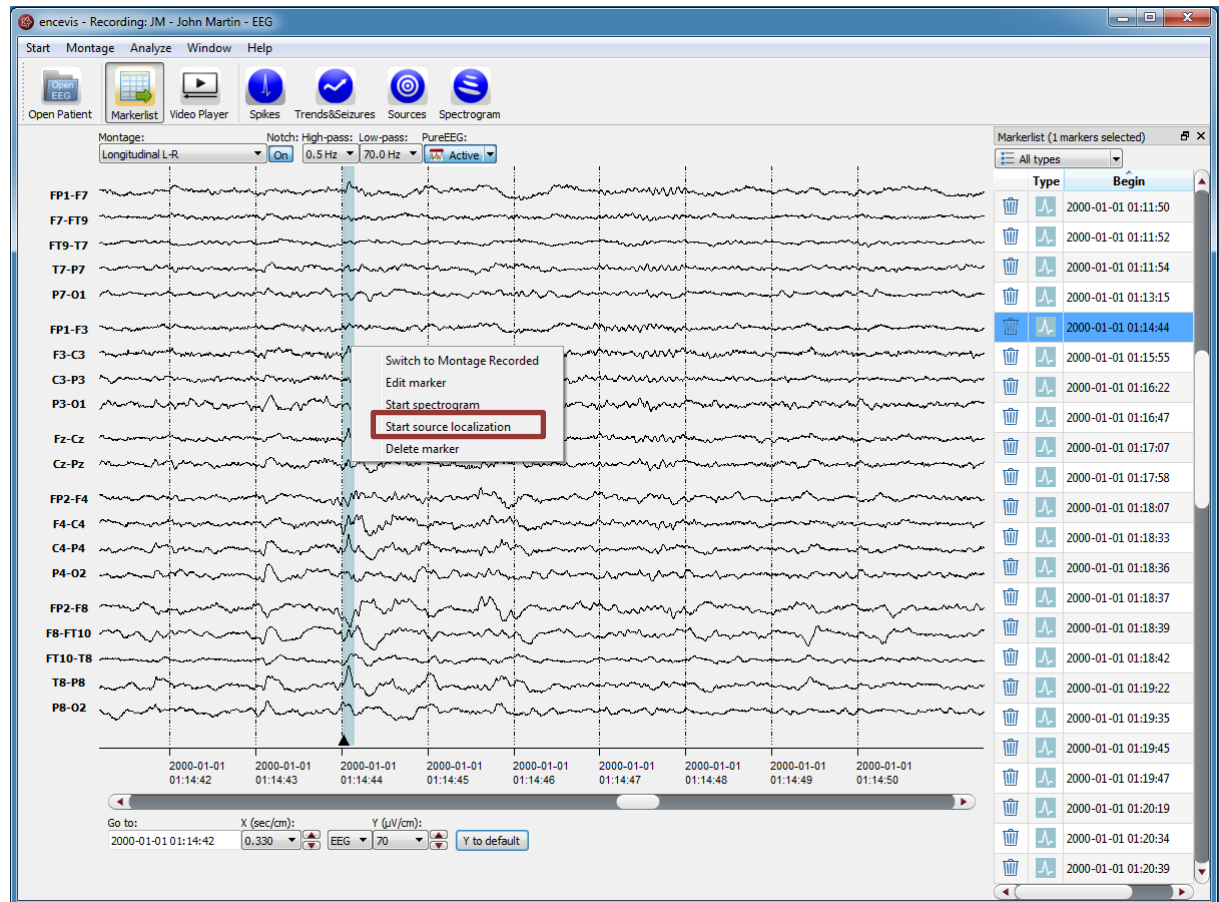 encevis - Recording: JM - John Martin - EEG
Start Montage Analyze Window Help
Open EEG
Open Patient Markerlist Video Player Spikes Trends&Seizures Sources Spectrogram
Montage: Notch: High-pass: Low-pass: PureEEG:
Longitudinal L-R On 0.5 Hz 70.0 Hz Active
FP1-F7
F7-FT9
FT9-T7
T7-P7
P7-O1
FP1-F3
F3-C3
C3-P3
P3-O1
Fz-Cz
Cz-Pz
FP2-F4
F4-C4
C4-P4
P4-O2
FP2-F8
F8-FT10
FT10-T8
T8-P8
P8-O2
Switch to Montage Recorded
Edit marker
Start spectrogram
Start source localization
Delete marker
2000-01-01 2000-01-01 2000-01-01 2000-01-01 2000-01-01 2000-01-01 2000-01-01 2000-01-01 2000-01-01
01:14:42 01:14:43 01:14:44 01:14:45 01:14:46 01:14:47 01:14:48 01:14:49 01:14:50
Go to: X (sec/cm): Y (µV/cm):
2000-01-01 01:14:42 0.330 EEG 70 Y to default
Markerlist (1 markers selected)
All types
Type Begin
2000-01-01 01:11:50
2000-01-01 01:11:52
2000-01-01 01:11:54
2000-01-01 01:13:15
2000-01-01 01:14:44
2000-01-01 01:15:55
2000-01-01 01:16:22
2000-01-01 01:16:47
2000-01-01 01:17:07
2000-01-01 01:17:58
2000-01-01 01:18:07
2000-01-01 01:18:33
2000-01-01 01:18:36
2000-01-01 01:18:37
2000-01-01 01:18:39
2000-01-01 01:18:42
2000-01-01 01:19:22
2000-01-01 01:19:35
2000-01-01 01:19:45
2000-01-01 01:19:47
2000-01-01 01:20:19
2000-01-01 01:20:34
2000-01-01 01:20:39